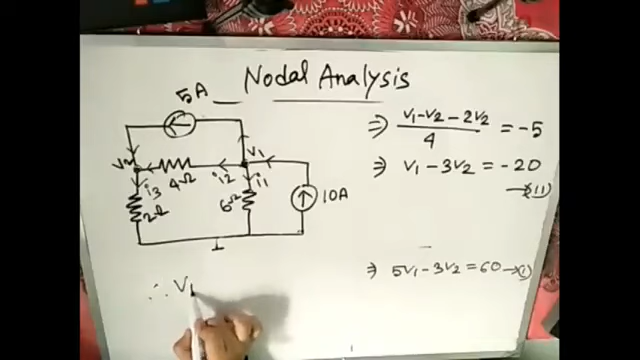 Nodal Analysis
5A
V₂
V₁
4Ω
i₂
i₁
i₃
2Ω
6Ω
10A
⇒ V₁-V₂-2V₂ / 4 = -5
⇒ V₁-3V₂ = -20
—(II)
⇒ 5V₁-3V₂ = 60 —(I)
∴ V₁